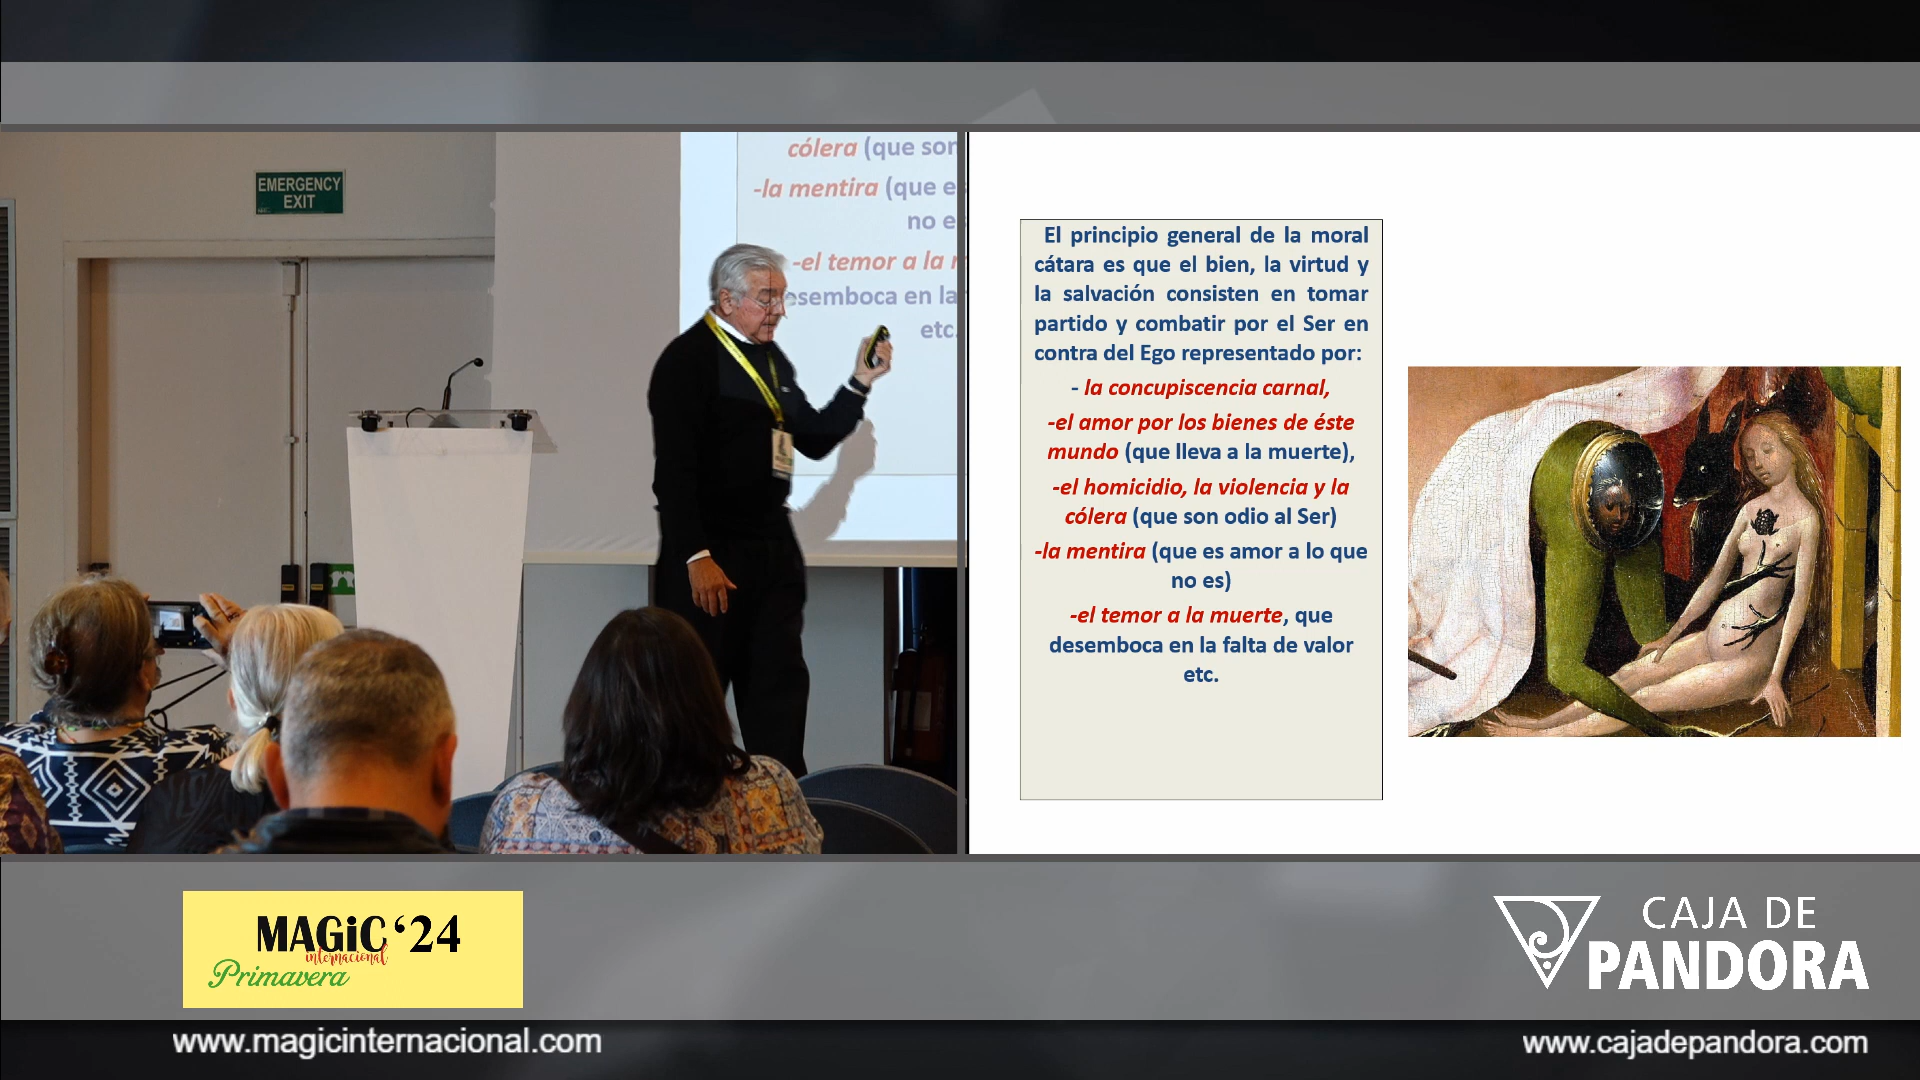 EMERGENCY
EXIT
cólera (que son
-la mentira (que es
no es
-el temor a la m
esemboca en la
etc.
El principio general de la moral
cátara es que el bien, la virtud y
la salvación consisten en tomar
partido y combatir por el Ser en
contra del Ego representado por:
- la concupiscencia carnal,
-el amor por los bienes de éste
mundo (que lleva a la muerte),
-el homicidio, la violencia y la
cólera (que son odio al Ser)
-la mentira (que es amor a lo que
no es)
-el temor a la muerte, que
desemboca en la falta de valor
etc.
MAGiC ‘24
internacional
Primavera
CAJA DE
PANDORA
www.magicinternacional.com
www.cajadepandora.com